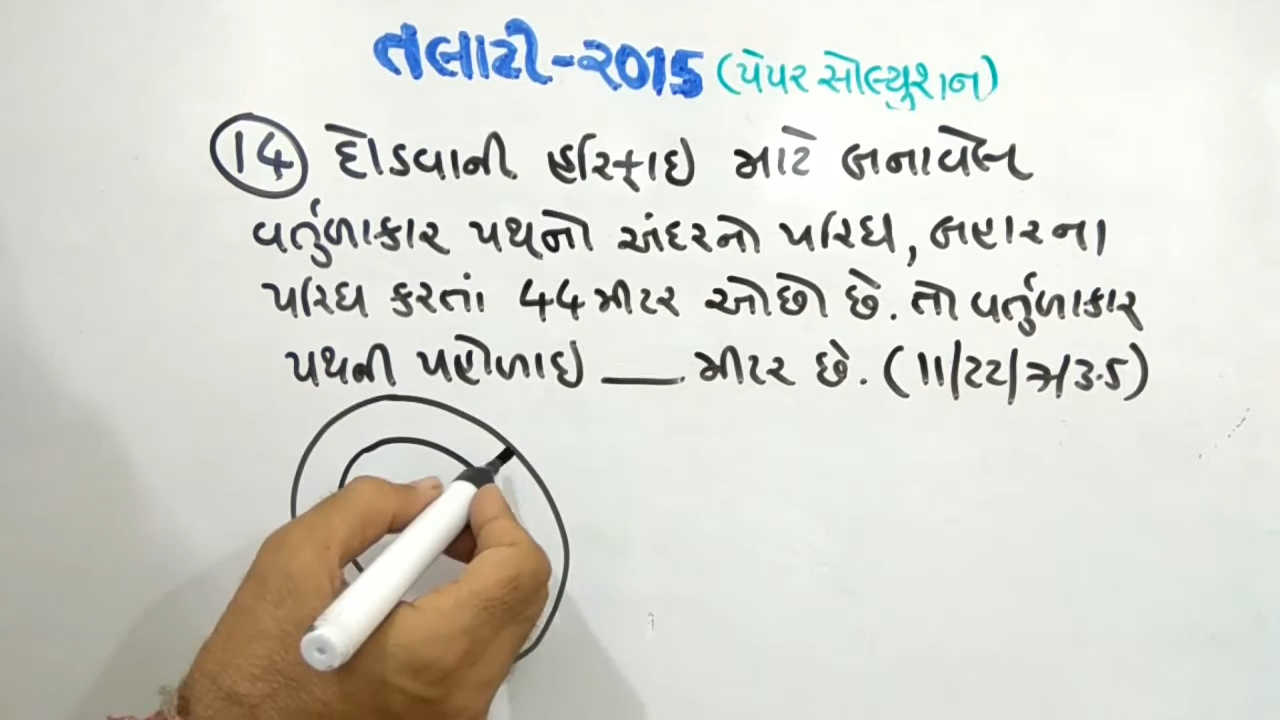 તલાટી-૨૦15 (પેપર સોલ્યુશન)
14 દોડવાની હરિફાઇ માટે બનાવેલ
વર્તુળાકાર પથનો અંદરનો પરિઘ, બહારના
પરિઘ કરતાં 44 મીટર ઓછો છે. તો વર્તુળાકાર
પથની પહોળાઇ ___ મીટર છે. (11/22/7/3.5)